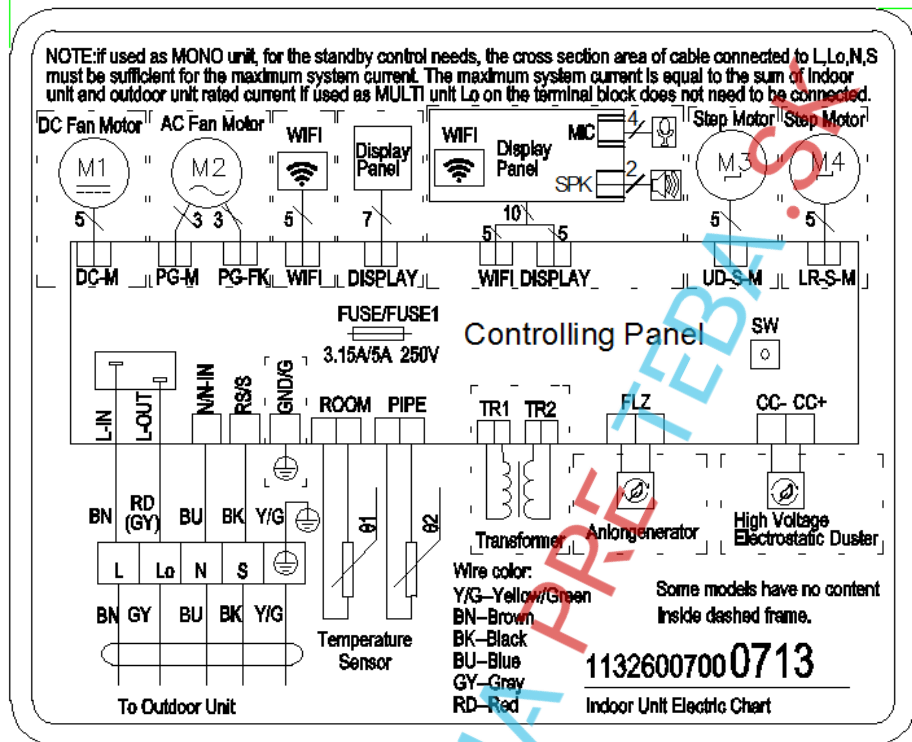 NOTE:if used as MONO unit, for the standby control needs, the cross section area of cable connected to L,Lo,N,S
must be sufficient for the maximum system current. The maximum system current is equal to the sum of indoor
unit and outdoor unit rated current if used as MULTI unit Lo on the terminal block does not need to be connected.
DC Fan Motor AC Fan Motor WIFI Display Panel WIFI Display Panel MIC 4 Step Motor Step Motor
M1 M2 SPK 2 M3 M4
5 3 3 5 7 10 5 5 5 5
DC-M PG-M PG-FK WIFI DISPLAY WIFI DISPLAY UD-S-M LR-S-M
FUSE/FUSE1
3.15A/5A 250V
Controlling Panel
SW
L-IN L-OUT N/N-IN RS/S GND/G ROOM PIPE TR1 TR2 FLZ CC- CC+
BN RD (GY) BU BK Y/G θ1 θ2
Transformer
Aniongenerator
High Voltage
Electrostatic Duster
L Lo N S
BN GY BU BK Y/G
Temperature
Sensor
To Outdoor Unit
Wire color:
Y/G–Yellow/Green
BN–Brown
BK–Black
BU–Blue
GY–Gray
RD–Red
Some models have no content
inside dashed frame.
11326007000713
Indoor Unit Electric Chart
A PRE TEBA.SK